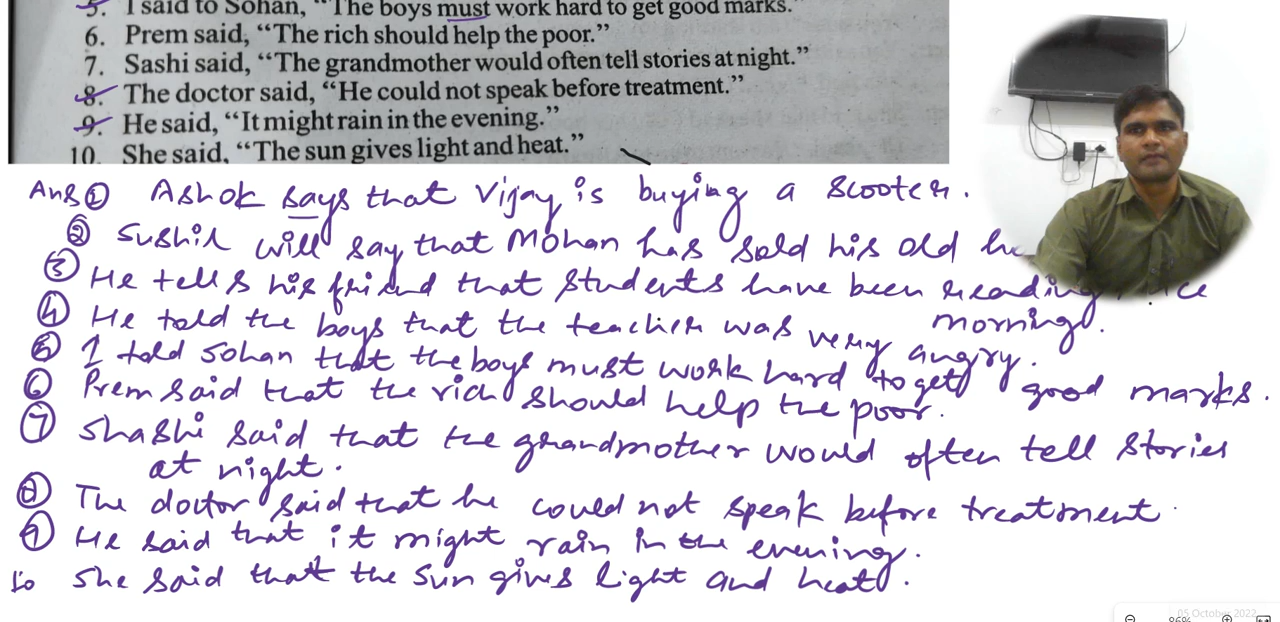 5. I said to Sohan, "The boys must work hard to get good marks."
6. Prem said, "The rich should help the poor."
7. Sashi said, "The grandmother would often tell stories at night."
8. The doctor said, "He could not speak before treatment."
9. He said, "It might rain in the evening."
10. She said, "The sun gives light and heat."
Ans ① Ashok says that Vijay is buying a scooter.
② Sushil will say that Mohan has sold his old
③ He tells his friend that students have been reading
morning.
④ He told the boys that the teacher was very angry.
⑤ I told Sohan that the boys must work hard to get good marks.
⑥ Prem said that the rich should help the poor.
⑦ Shashi said that the grandmother would often tell stories
at night.
⑧ The doctor said that he could not speak before treatment.
⑨ He said that it might rain in the evening.
10 She said that the sun gives light and heat.
05 October 2022
86%